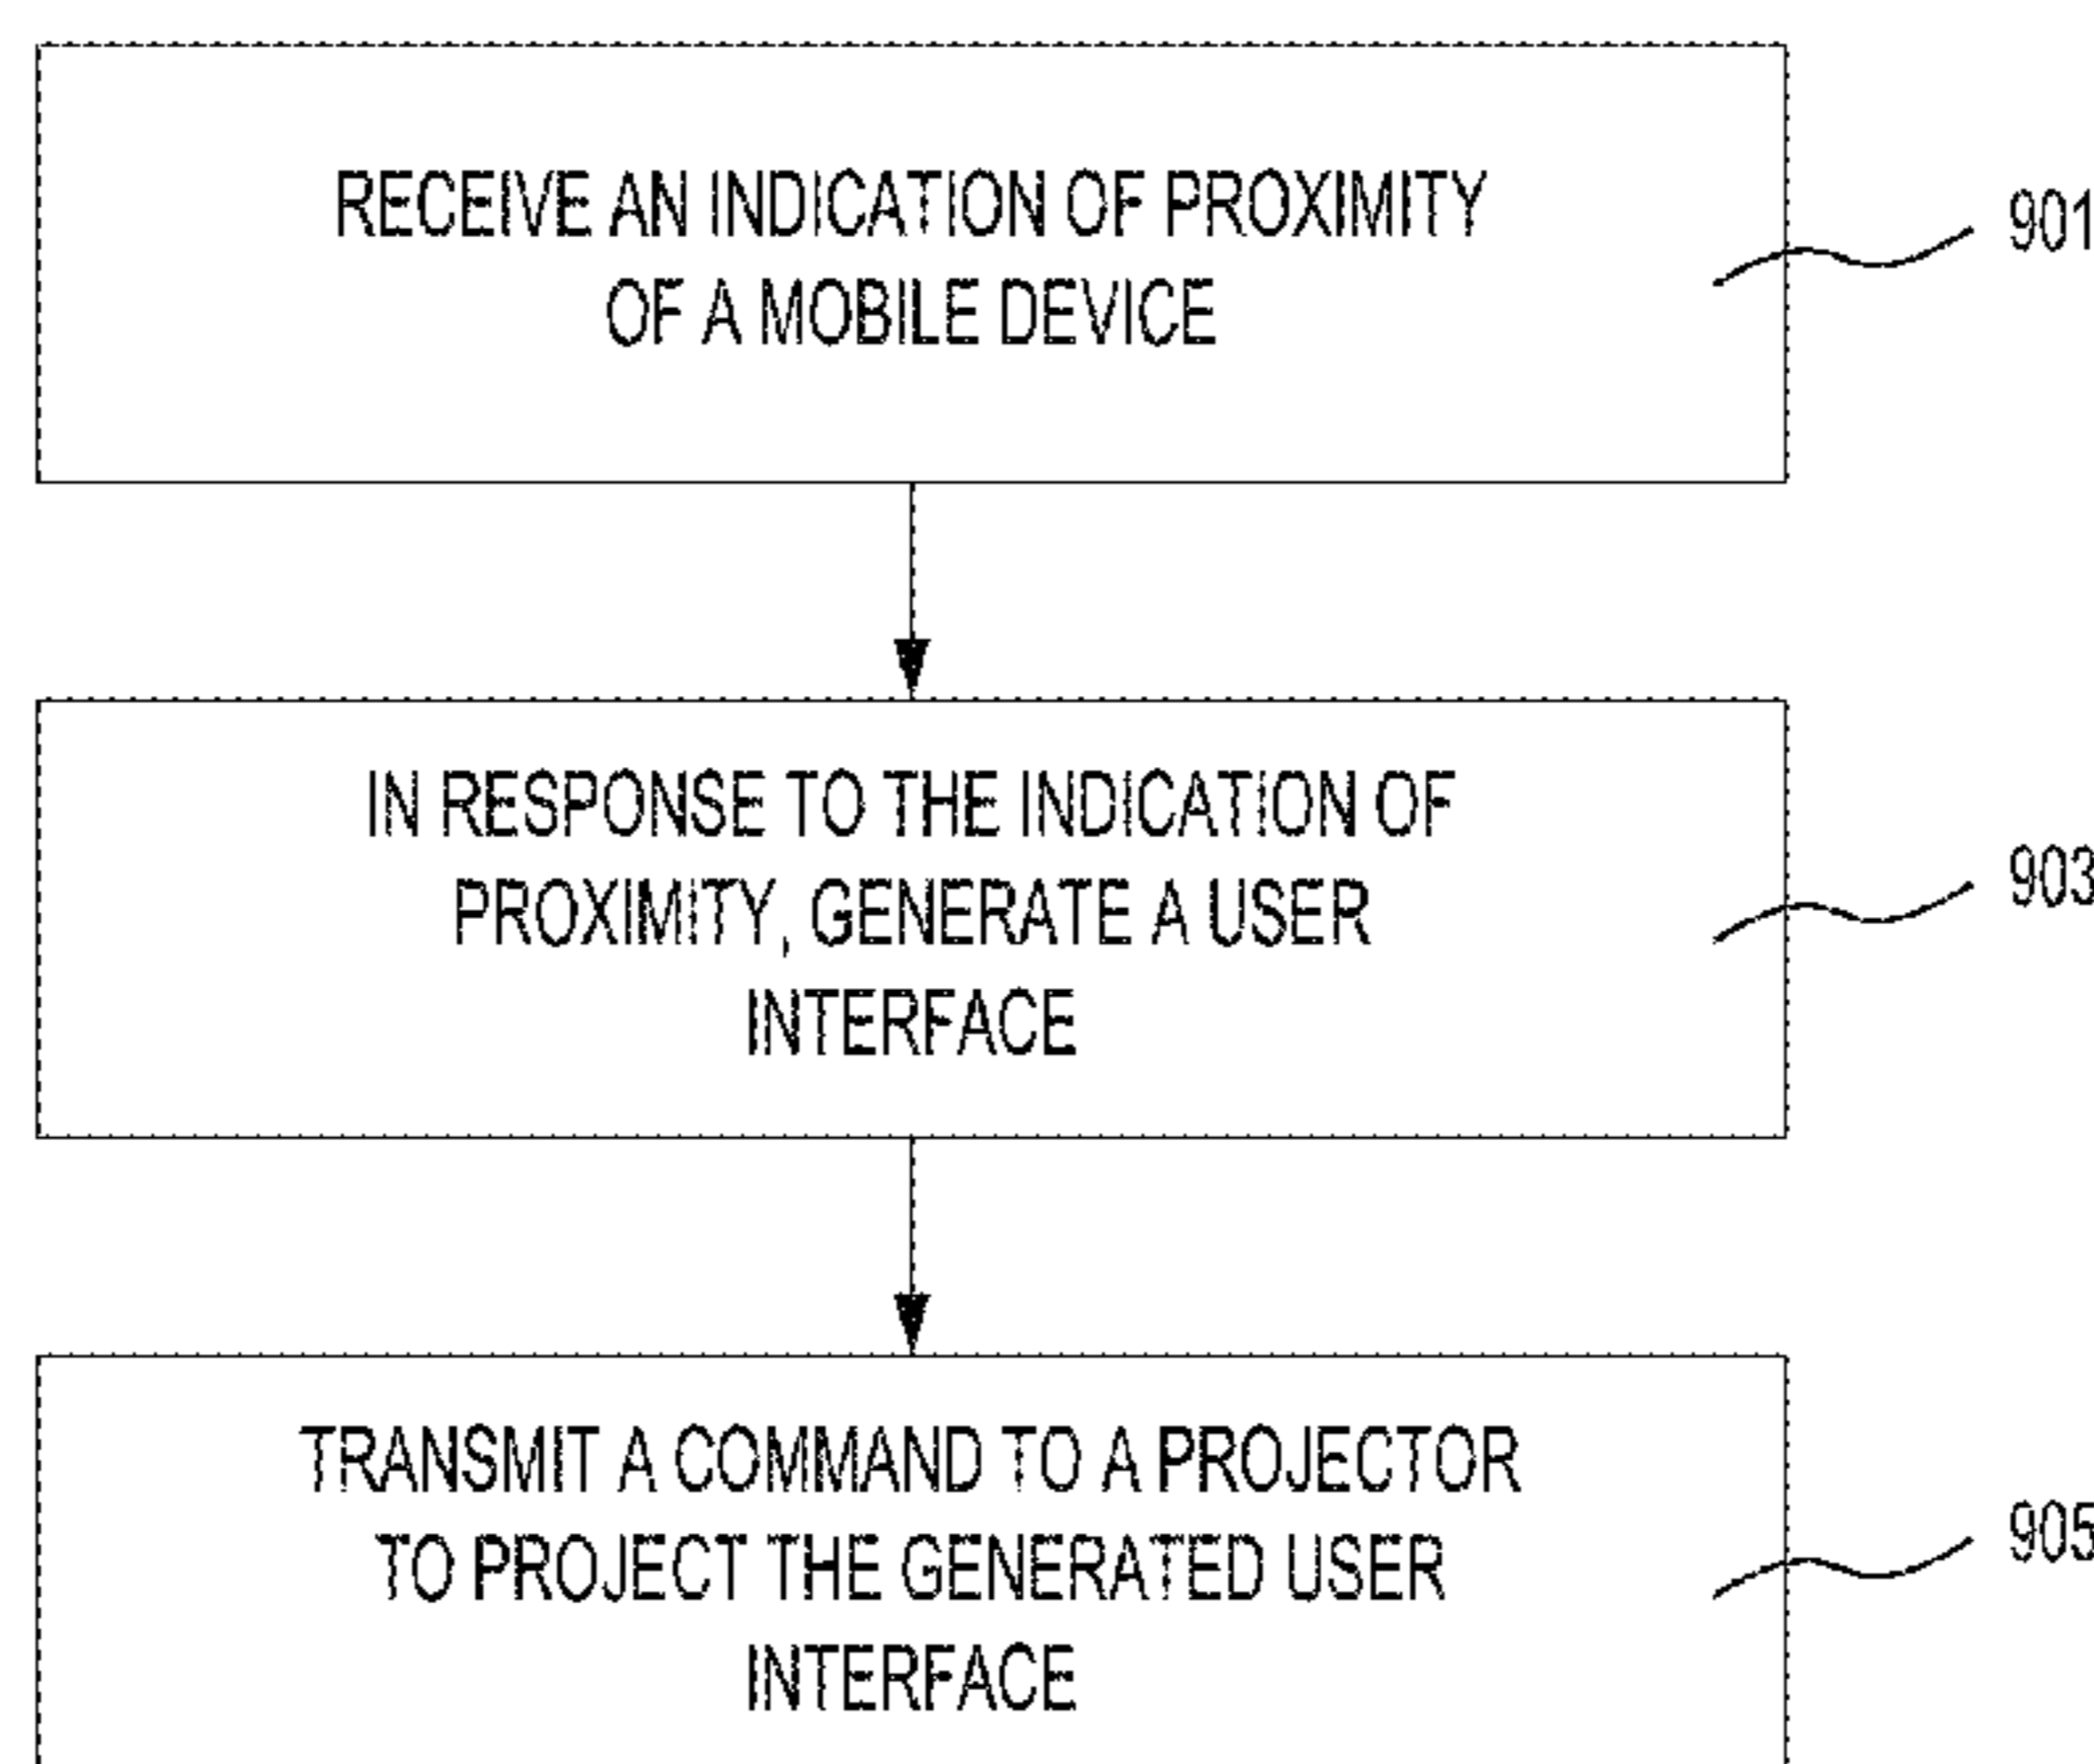 RECEIVE AN INDICATION OF PROXIMITY
OF A MOBILE DEVICE
901
IN RESPONSE TO THE INDICATION OF
PROXIMITY, GENERATE A USER
INTERFACE
903
TRANSMIT A COMMAND TO A PROJECTOR
TO PROJECT THE GENERATED USER
INTERFACE
905